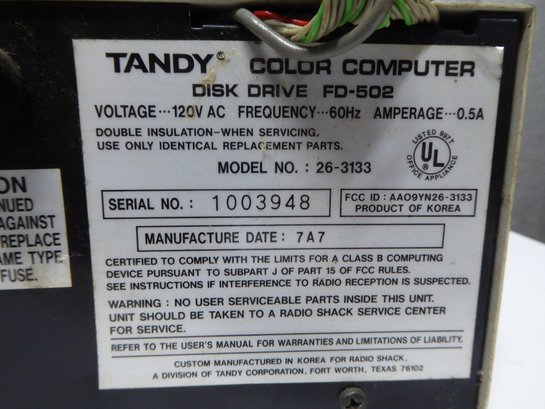 TANDY® COLOR COMPUTER
DISK DRIVE FD-502
VOLTAGE···120V AC FREQUENCY···60Hz AMPERAGE···0.5A
DOUBLE INSULATION—WHEN SERVICING,
USE ONLY IDENTICAL REPLACEMENT PARTS.
LISTED 997T
UL
OFFICE APPLIANCE
MODEL NO. : 26-3133
SERIAL NO. : 1003948
FCC ID : AAO9YN26-3133
PRODUCT OF KOREA
MANUFACTURE DATE : 7A7
CERTIFIED TO COMPLY WITH THE LIMITS FOR A CLASS B COMPUTING
DEVICE PURSUANT TO SUBPART J OF PART 15 OF FCC RULES.
SEE INSTRUCTIONS IF INTERFERENCE TO RADIO RECEPTION IS SUSPECTED.
WARNING : NO USER SERVICEABLE PARTS INSIDE THIS UNIT.
UNIT SHOULD BE TAKEN TO A RADIO SHACK SERVICE CENTER
FOR SERVICE.
REFER TO THE USER'S MANUAL FOR WARRANTIES AND LIMITATIONS OF LIABILITY.
CUSTOM MANUFACTURED IN KOREA FOR RADIO SHACK,
A DIVISION OF TANDY CORPORATION, FORT WORTH, TEXAS 76102
ON
NUED
AGAINST
REPLACE
AME TYPE
FUSE.